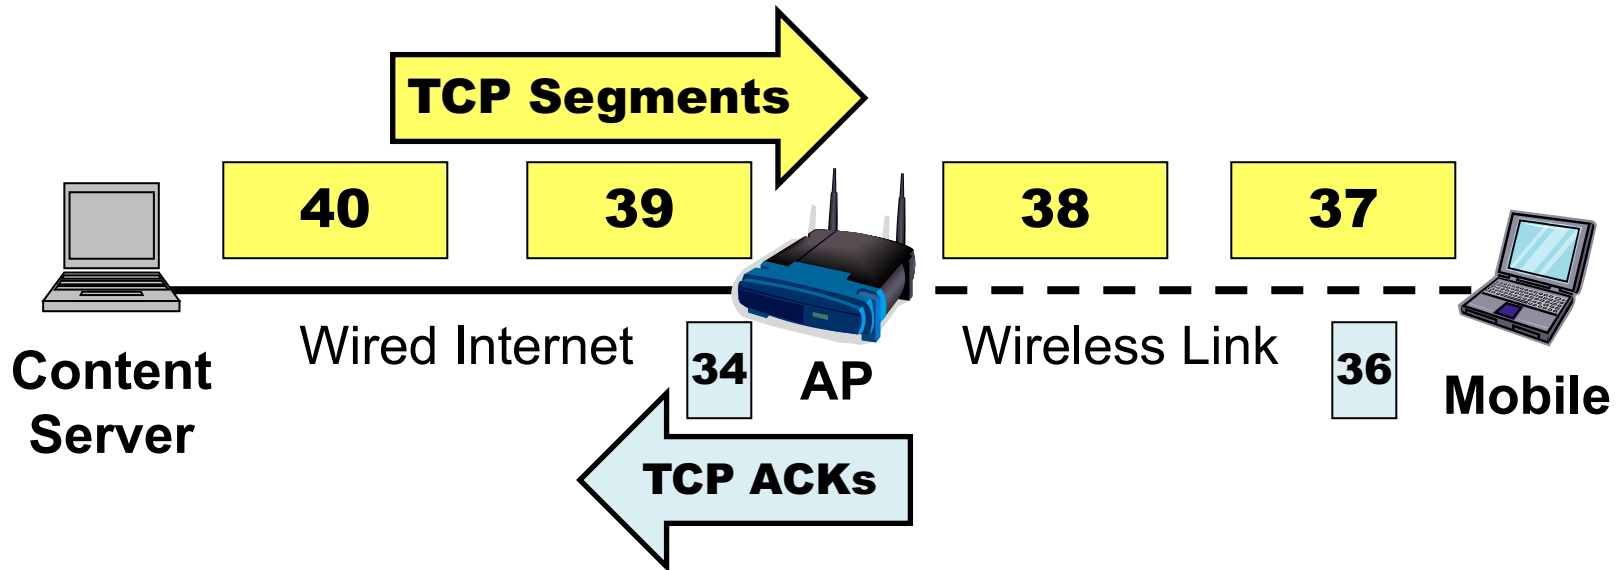 TCP Segments
40
39
38
37
Wired Internet
Wireless Link
34
AP
36
Content
Server
Mobile
TCP ACKs